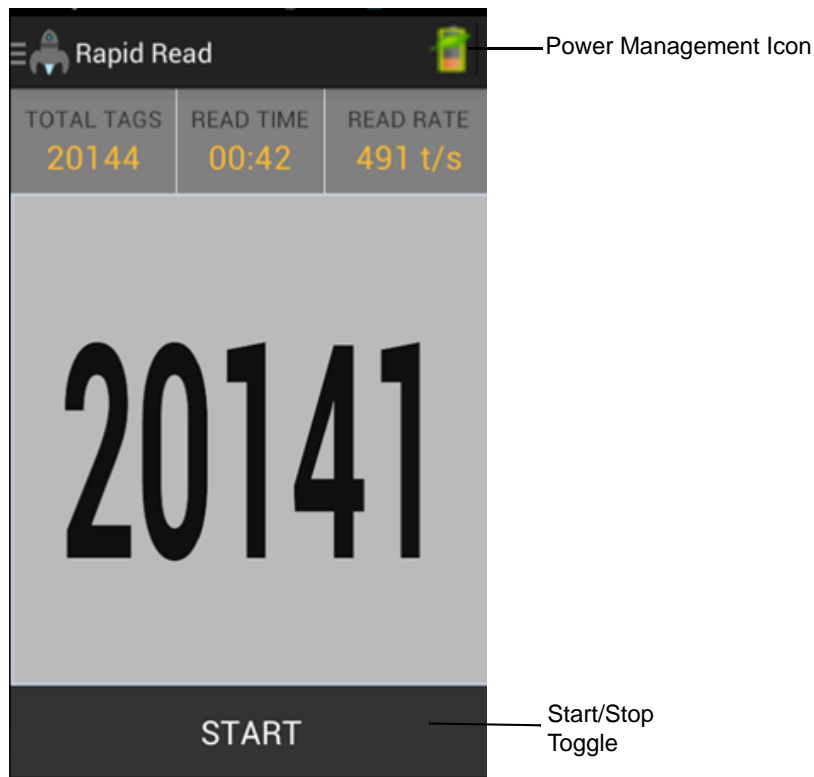 Rapid Read
Power Management Icon
TOTAL TAGS READ TIME READ RATE
20144 00:42 491 t/s
20141
START
Start/Stop
Toggle